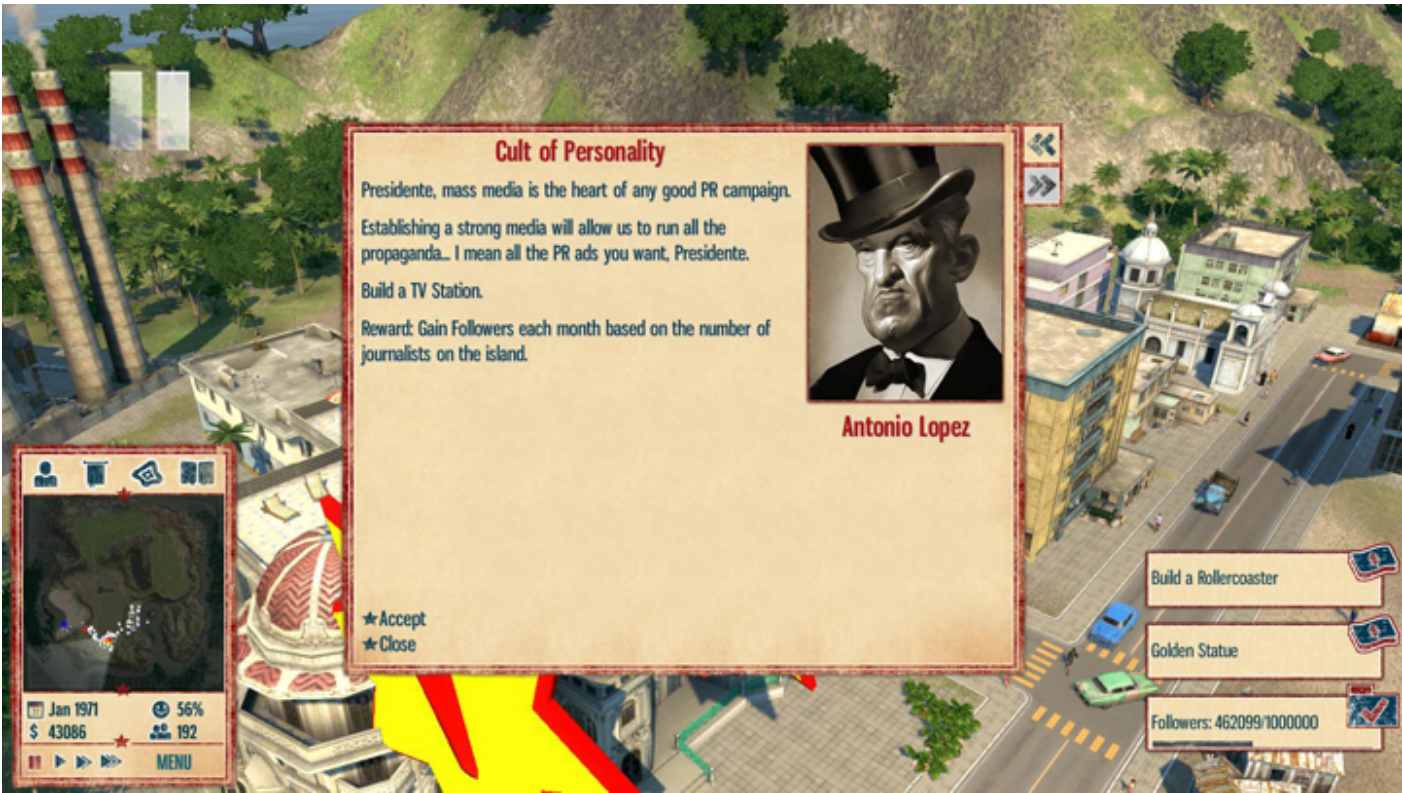 Cult of Personality
Presidente, mass media is the heart of any good PR campaign.
Establishing a strong media will allow us to run all the
propaganda... I mean all the PR ads you want, Presidente.
Build a TV Station.
Reward: Gain Followers each month based on the number of
journalists on the island.
Accept
Close
Antonio Lopez
Jan 1971
56%
$ 43086
192
MENU
Build a Rollercoaster
Golden Statue
Followers: 462099/1000000